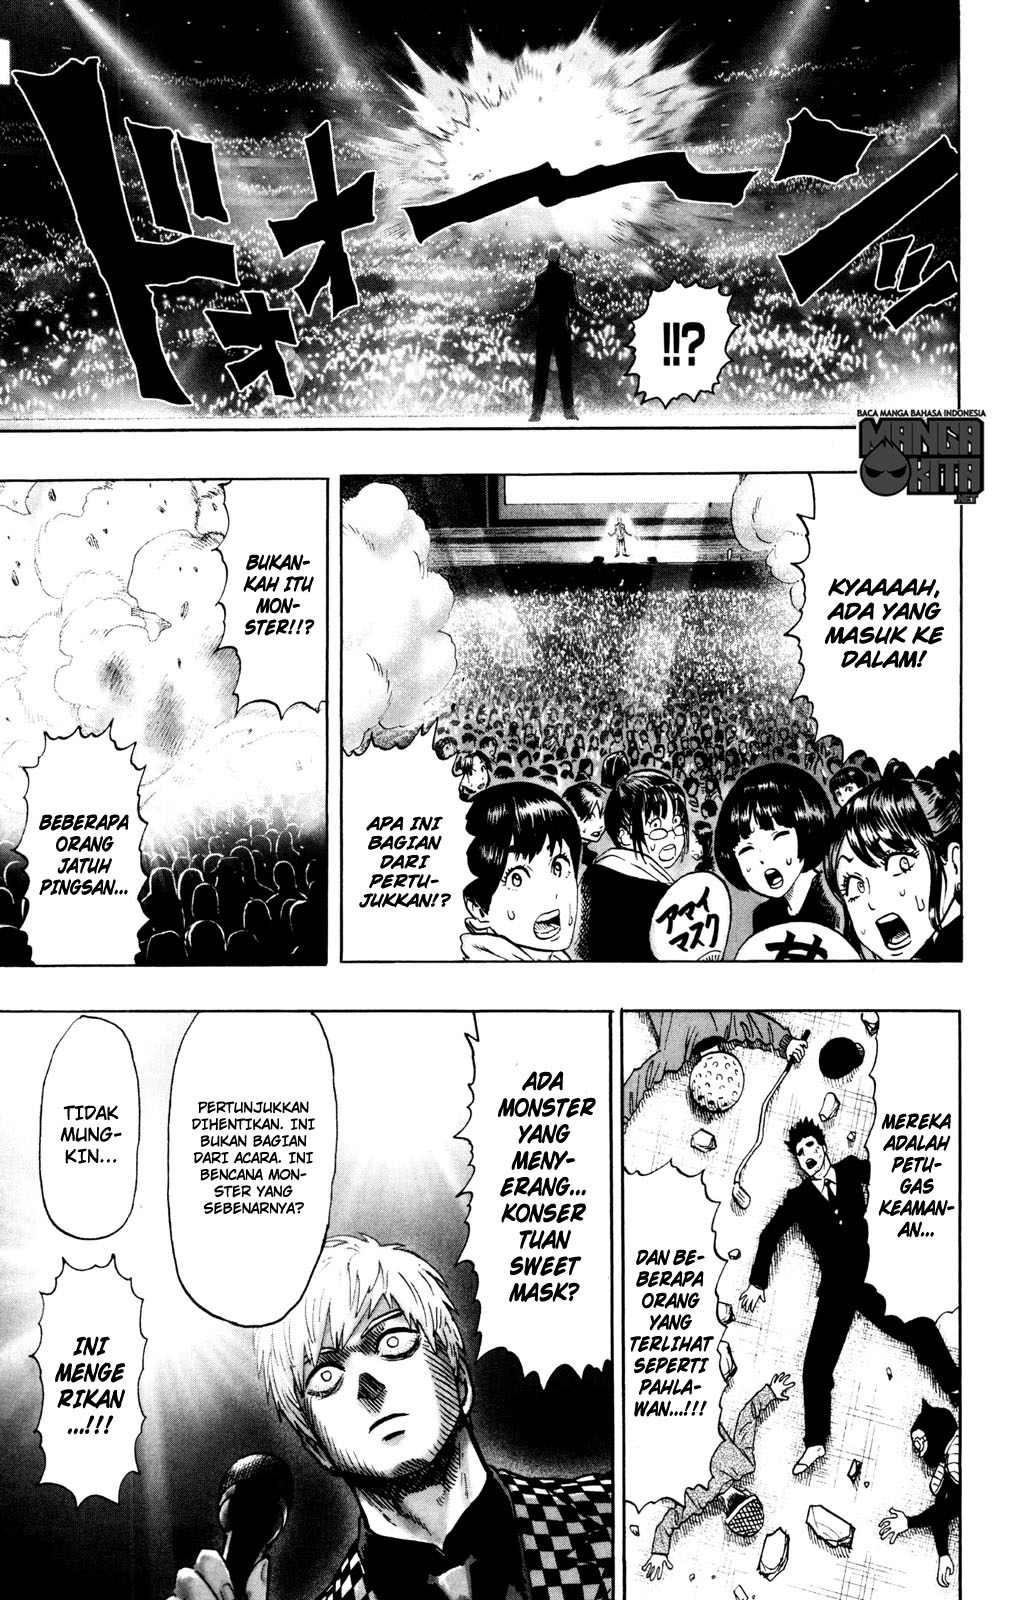 ドォォーン
!!?
BACA MANGA BAHASA INDONESIA
MANGA
KITA
.NET
KYAAAAH,
ADA YANG
MASUK KE
DALAM!
APA INI
BAGIAN
DARI
PERTU-
JUKKAN!?
アマイ
マスク
BUKAN-
KAH ITU
MON-
STER!!?
BEBERAPA
ORANG
JATUH
PINGSAN...
MEREKA
ADALAH
PETU-
GAS
KEAMAN-
AN...
DAN BE-
BERAPA
ORANG
YANG
TERLIHAT
SEPERTI
PAHLA-
WAN...!!!
ADA
MONSTER
YANG
MENY-
ERANG...
KONSER
TUAN
SWEET
MASK?
PERTUNJUKKAN
DIHENTIKAN. INI
BUKAN BAGIAN
DARI ACARA. INI
BENCANA MON-
STER YANG
SEBENARNYA?
TIDAK
MUNG-
KIN...
INI
MENGE
RIKAN
...!!!